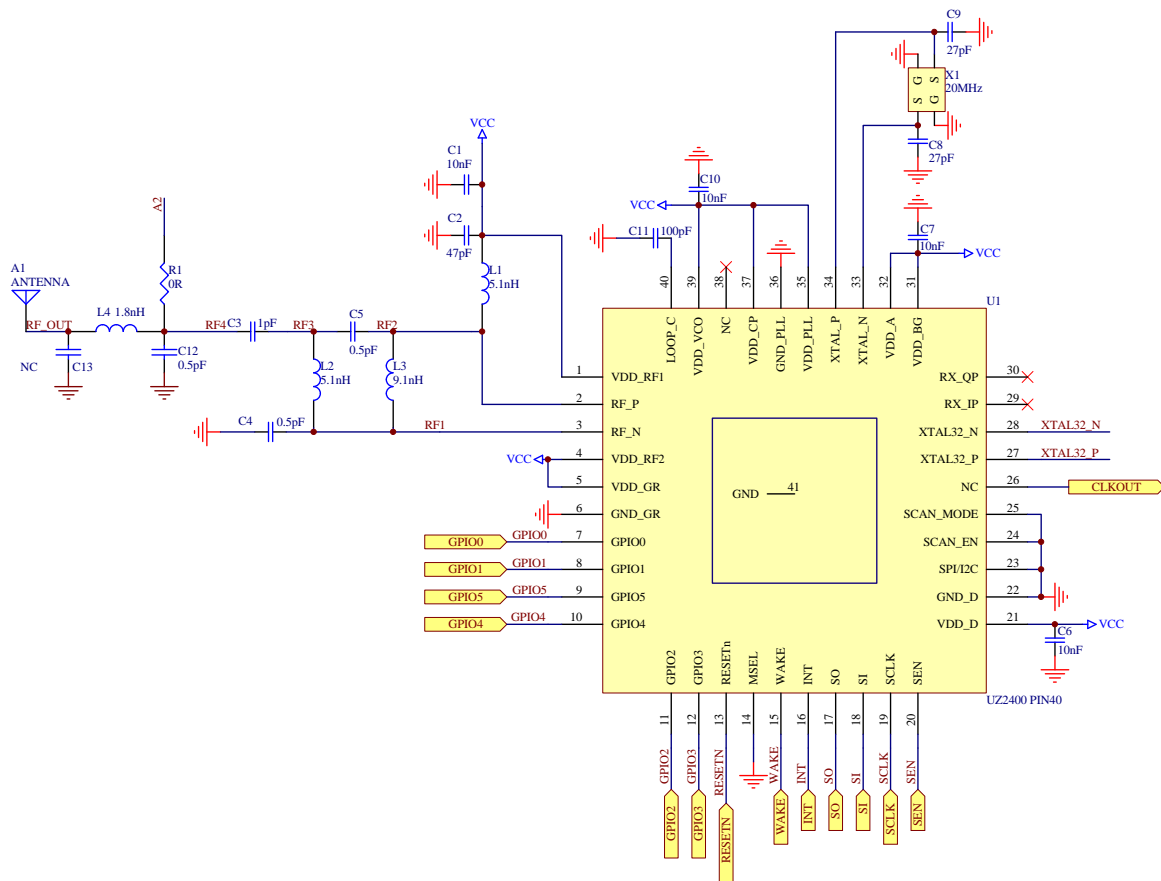 C9
27pF
X1
20MHz
G S
S G
C8
27pF
VCC
C1
10nF
C10
10nF
VCC
C2
47pF
C11
100pF
C7
10nF
VCC
A2
R1
0R
L1
5.1nH
A1
ANTENNA
RF_OUT
L4 1.8nH
RF4
C3
1pF
RF3
C5
0.5pF
RF2
C12
0.5pF
NC
C13
L2
5.1nH
L3
9.1nH
C4
0.5pF
RF1
VCC
U1
40 LOOP_C
39 VDD_VCO
38 NC
37 VDD_CP
36 GND_PLL
35 VDD_PLL
34 XTAL_P
33 XTAL_N
32 VDD_A
31 VDD_BG
1 VDD_RF1
2 RF_P
3 RF_N
4 VDD_RF2
5 VDD_GR
6 GND_GR
GPIO0 GPIO0 7 GPIO0
GPIO1 GPIO1 8 GPIO1
GPIO5 GPIO5 9 GPIO5
GPIO4 GPIO4 10 GPIO4
GND 41
RX_QP 30
RX_IP 29
XTAL32_N 28 XTAL32_N
XTAL32_P 27 XTAL32_P
NC 26 CLKOUT
SCAN_MODE 25
SCAN_EN 24
SPI/I2C 23
GND_D 22
VDD_D 21
VCC
C6
10nF
UZ2400 PIN40
GPIO2 11 GPIO2 GPIO2
GPIO3 12 GPIO3 GPIO3
RESETn 13 RESETN RESETN
MSEL 14
WAKE 15 WAKE WAKE
INT 16 INT INT
SO 17 SO SO
SI 18 SI SI
SCLK 19 SCLK SCLK
SEN 20 SEN SEN